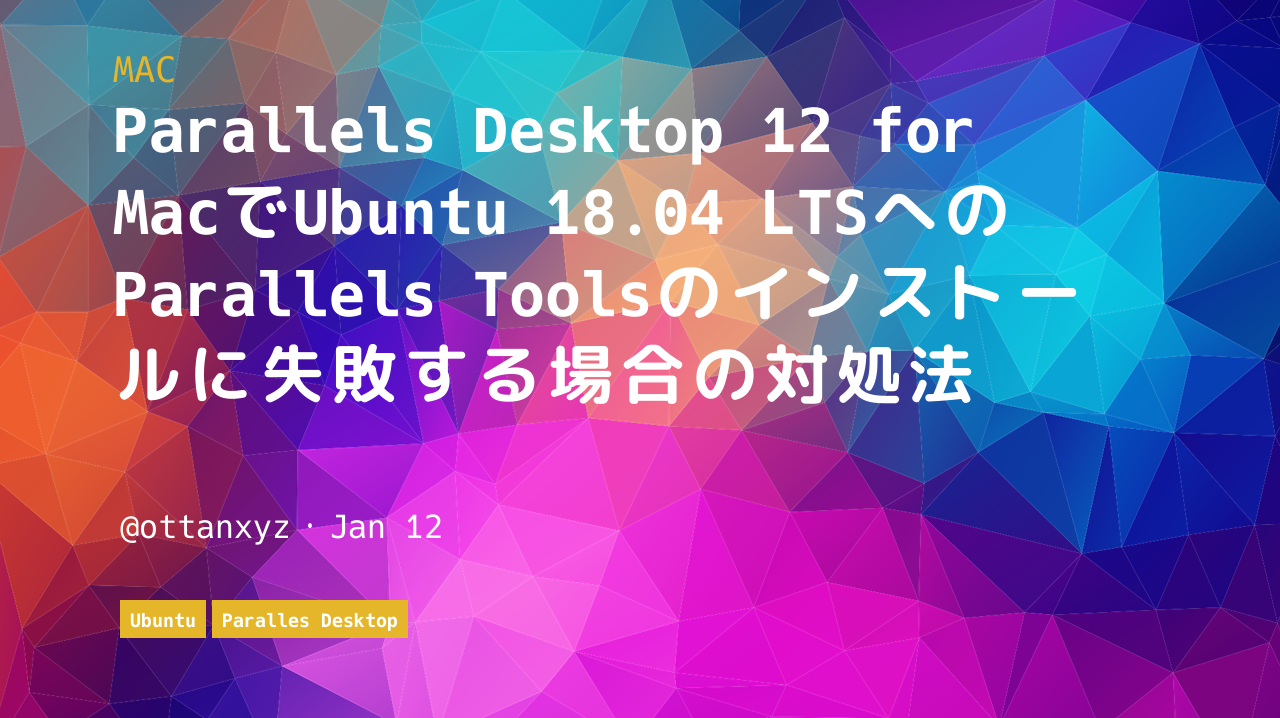 MAC
Parallels Desktop 12 for
MacでUbuntu 18.04 LTSへの
Parallels Toolsのインストー
ルに失敗する場合の対処法
@ottanxyz · Jan 12
Ubuntu Paralles Desktop